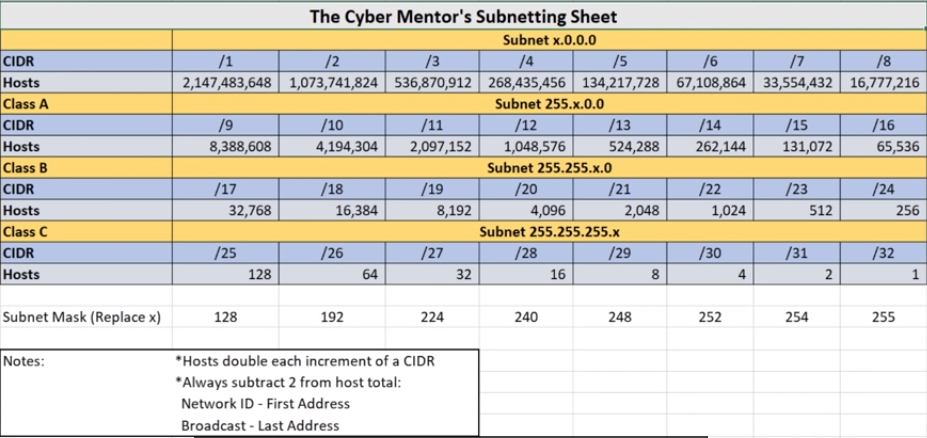 The Cyber Mentor's Subnetting Sheet
Subnet x.0.0.0
CIDR /1 /2 /3 /4 /5 /6 /7 /8
Hosts 2,147,483,648 1,073,741,824 536,870,912 268,435,456 134,217,728 67,108,864 33,554,432 16,777,216
Class A Subnet 255.x.0.0
CIDR /9 /10 /11 /12 /13 /14 /15 /16
Hosts 8,388,608 4,194,304 2,097,152 1,048,576 524,288 262,144 131,072 65,536
Class B Subnet 255.255.x.0
CIDR /17 /18 /19 /20 /21 /22 /23 /24
Hosts 32,768 16,384 8,192 4,096 2,048 1,024 512 256
Class C Subnet 255.255.255.x
CIDR /25 /26 /27 /28 /29 /30 /31 /32
Hosts 128 64 32 16 8 4 2 1
Subnet Mask (Replace x) 128 192 224 240 248 252 254 255
Notes: *Hosts double each increment of a CIDR
*Always subtract 2 from host total:
Network ID - First Address
Broadcast - Last Address